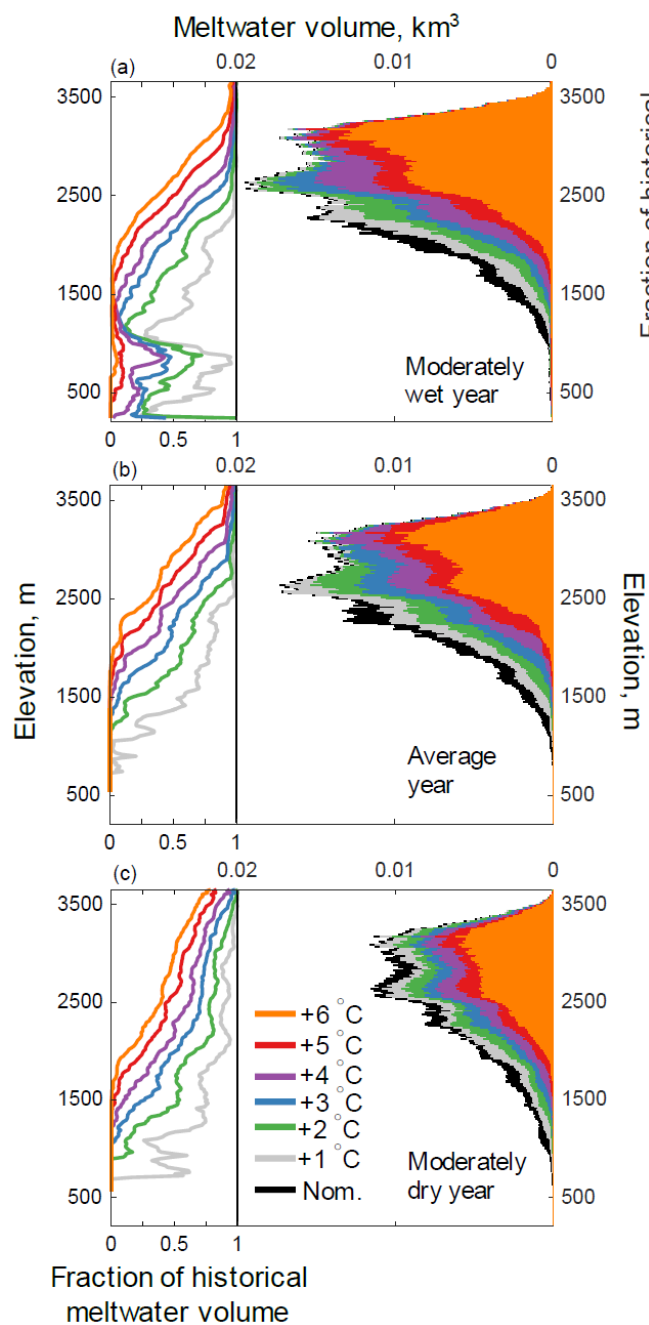 Meltwater volume, km³
(a) 0.02 0.01 0
3500 3500
2500 2500
1500 1500
500 500
Moderately
wet year
0 0.5 1
Fraction of historical
(b) 0.02 0.01 0
3500 3500
2500 2500
1500 1500
500 500
Elevation, m
Elevation, m
Average
year
0 0.5 1
(c) 0.02 0.01 0
3500 3500
2500 2500
1500 1500
500 500
+6 °C
+5 °C
+4 °C
+3 °C
+2 °C
+1 °C
Nom.
Moderately
dry year
0 0.5 1
Fraction of historical
meltwater volume